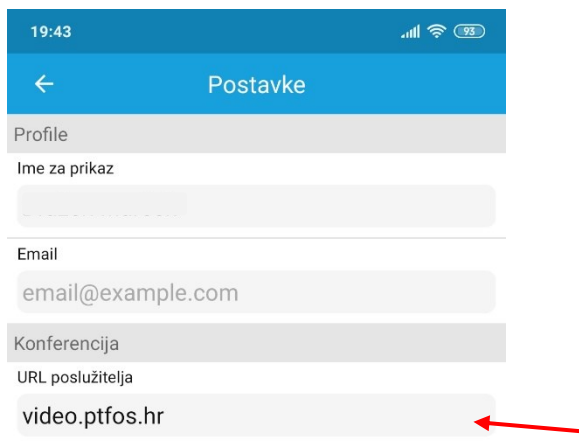 19:43
93
Postavke
Profile
Ime za prikaz
Email
email@example.com
Konferencija
URL poslužitelja
video.ptfos.hr